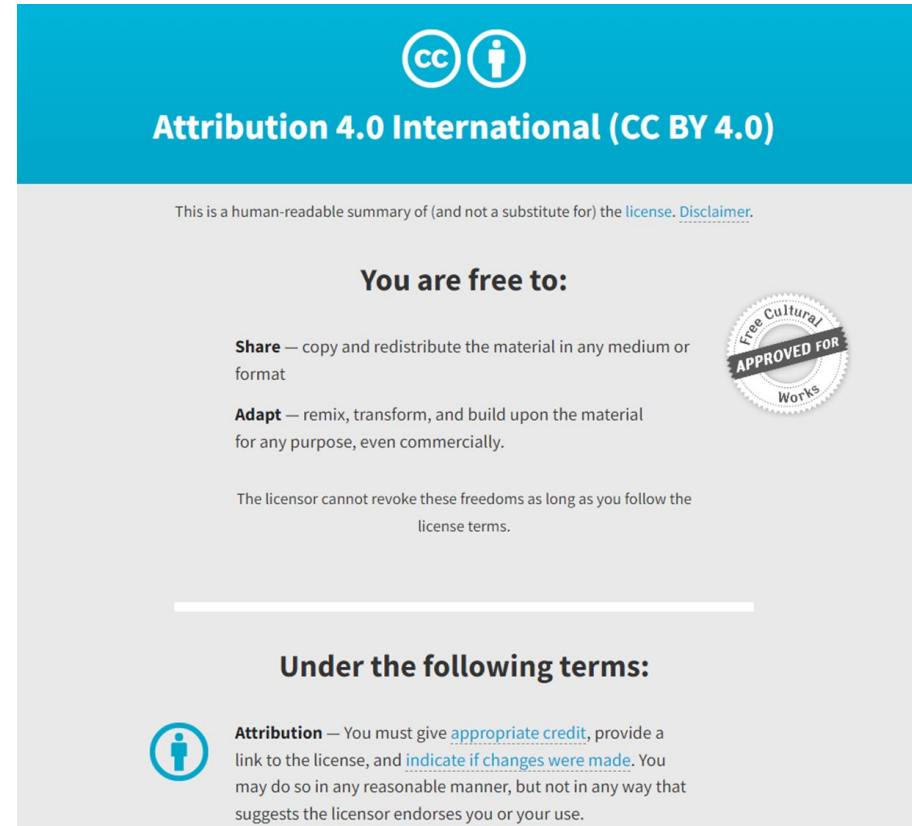 cc
Attribution 4.0 International (CC BY 4.0)
This is a human-readable summary of (and not a substitute for) the license. Disclaimer.
You are free to:
Share — copy and redistribute the material in any medium or
format
Adapt — remix, transform, and build upon the material
for any purpose, even commercially.
Free Cultural
APPROVED FOR
Works
The licensor cannot revoke these freedoms as long as you follow the
license terms.
Under the following terms:
Attribution — You must give appropriate credit, provide a
link to the license, and indicate if changes were made. You
may do so in any reasonable manner, but not in any way that
suggests the licensor endorses you or your use.